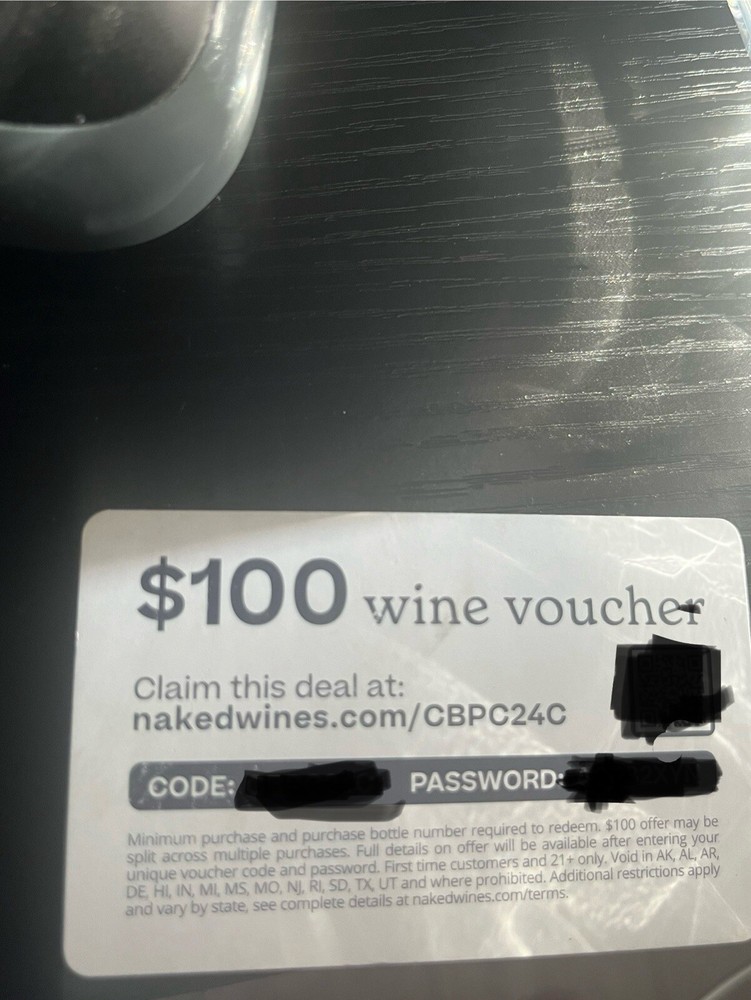 $100 wine voucher
Claim this deal at:
nakedwines.com/CBPC24C
CODE: PASSWORD:
Minimum purchase and purchase bottle number required to redeem. $100 offer may be
split across multiple purchases. Full details on offer will be available after entering your
unique voucher code and password. First time customers and 21+ only. Void in AK, AL, AR,
DE, HI, IN, MI, MS, MO, NJ, RI, SD, TX, UT and where prohibited. Additional restrictions apply
and vary by state, see complete details at nakedwines.com/terms.